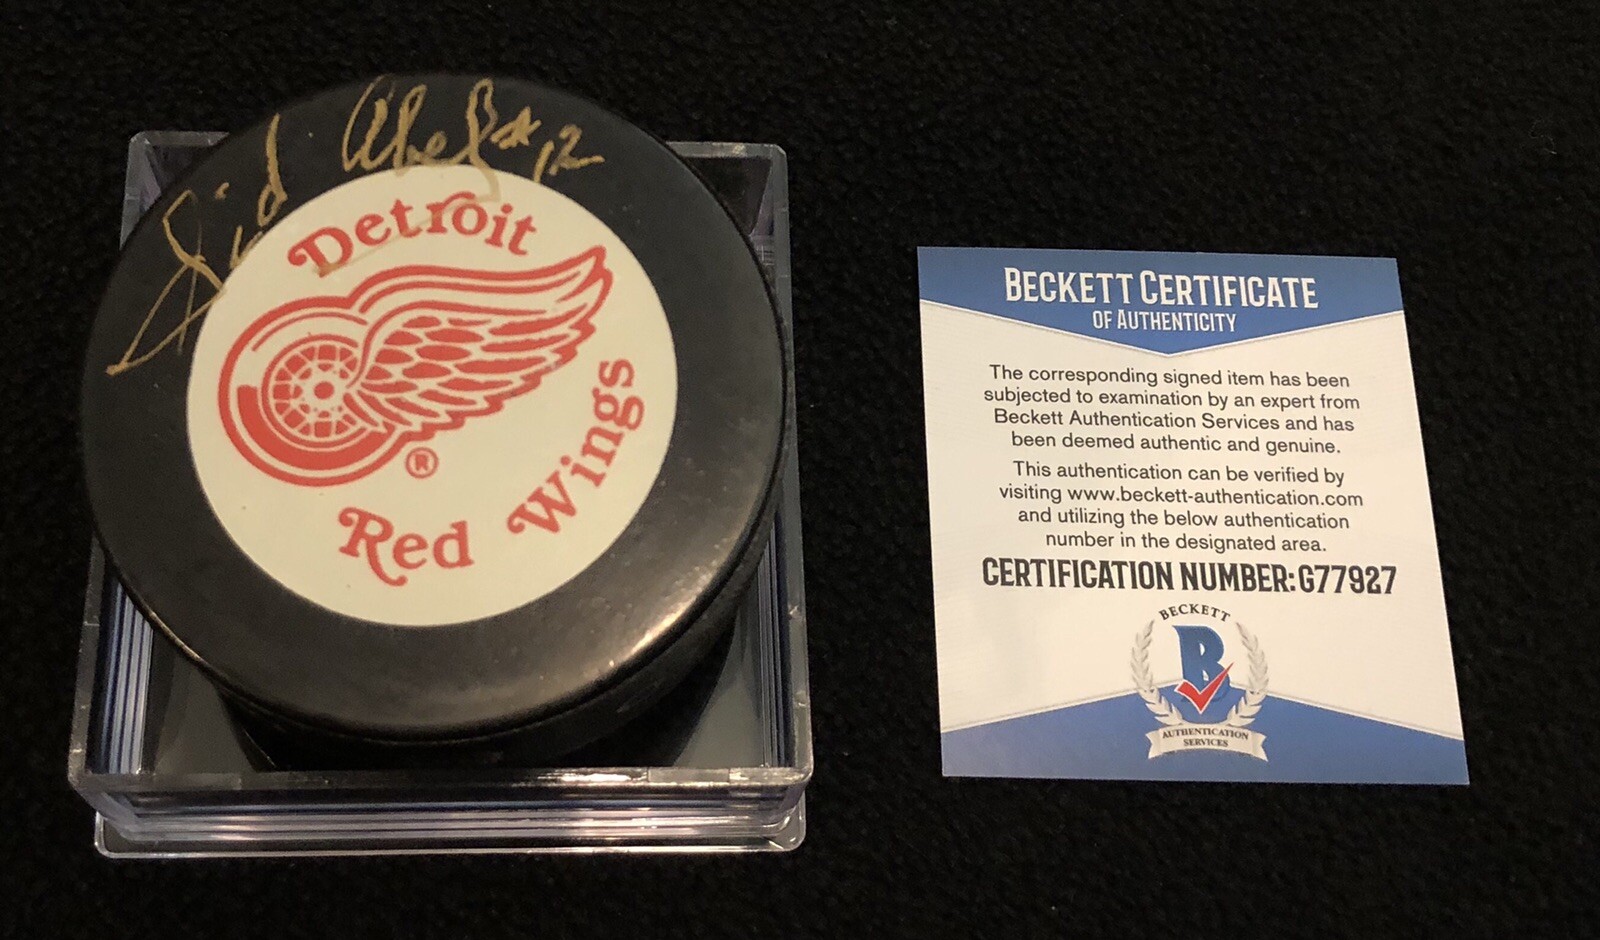 Sid Abel #12
Detroit
®
Red Wings
BECKETT CERTIFICATE
OF AUTHENTICITY
The corresponding signed item has been
subjected to examination by an expert from
Beckett Authentication Services and has
been deemed authentic and genuine.
This authentication can be verified by
visiting www.beckett-authentication.com
and utilizing the below authentication
number in the designated area.
CERTIFICATION NUMBER:G77927
BECKETT
B
AUTHENTICATION
SERVICES